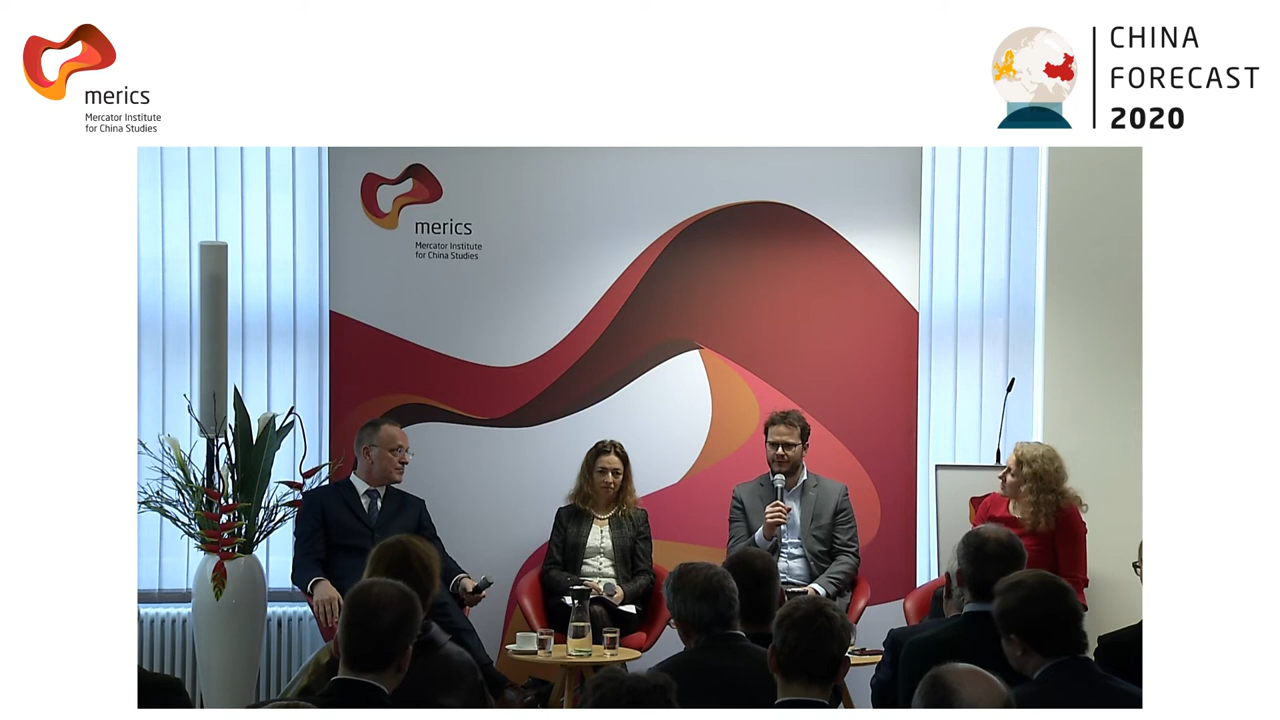 merics
Mercator Institute
for China Studies
CHINA
FORECAST
2020
merics
Mercator Institute
for China Studies